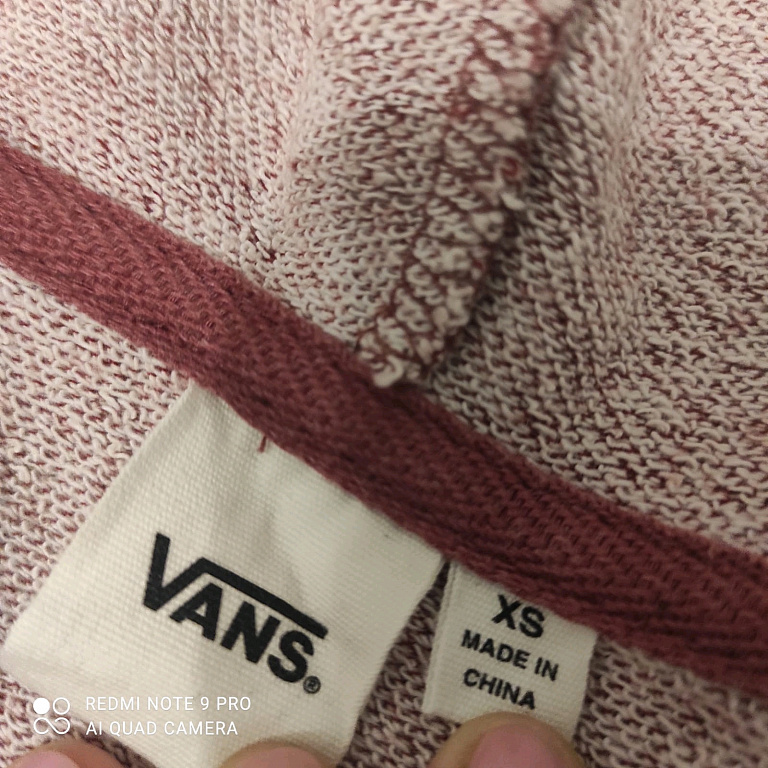 VANS®
XS
MADE IN
CHINA
REDMI NOTE 9 PRO
AI QUAD CAMERA